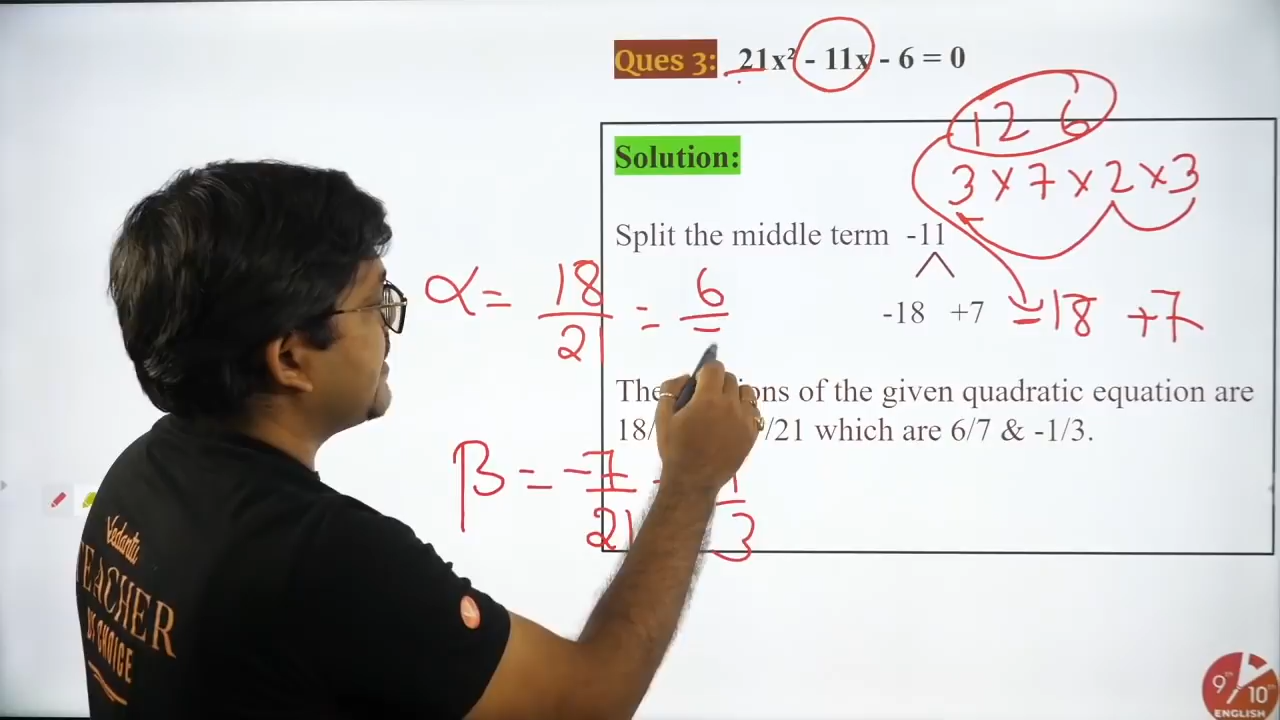 Ques 3: 21x² - 11x - 6 = 0
12 6
Solution:
3 × 7 × 2 × 3
Split the middle term -11
-18 +7
-18 +7
α = 18/21 = 6/
The ons of the given quadratic equation are
18/ /21 which are 6/7 & -1/3.
β = -7/21 1/3
Vedantu
TEACHER
BY CHOICE
9TH/10TH
ENGLISH